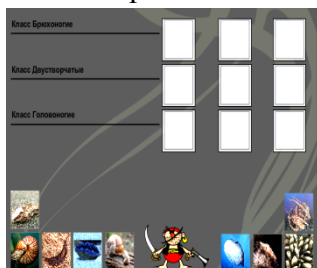 Класс Брюхоногие
Класс Двустворчатые
Класс Головоногие